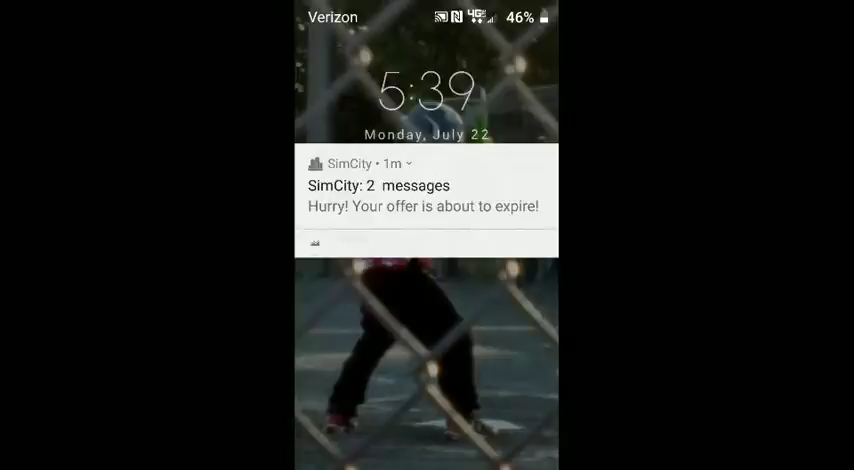 Verizon 4G 46%
5:39
Monday, July 22
SimCity • 1m
SimCity: 2 messages
Hurry! Your offer is about to expire!